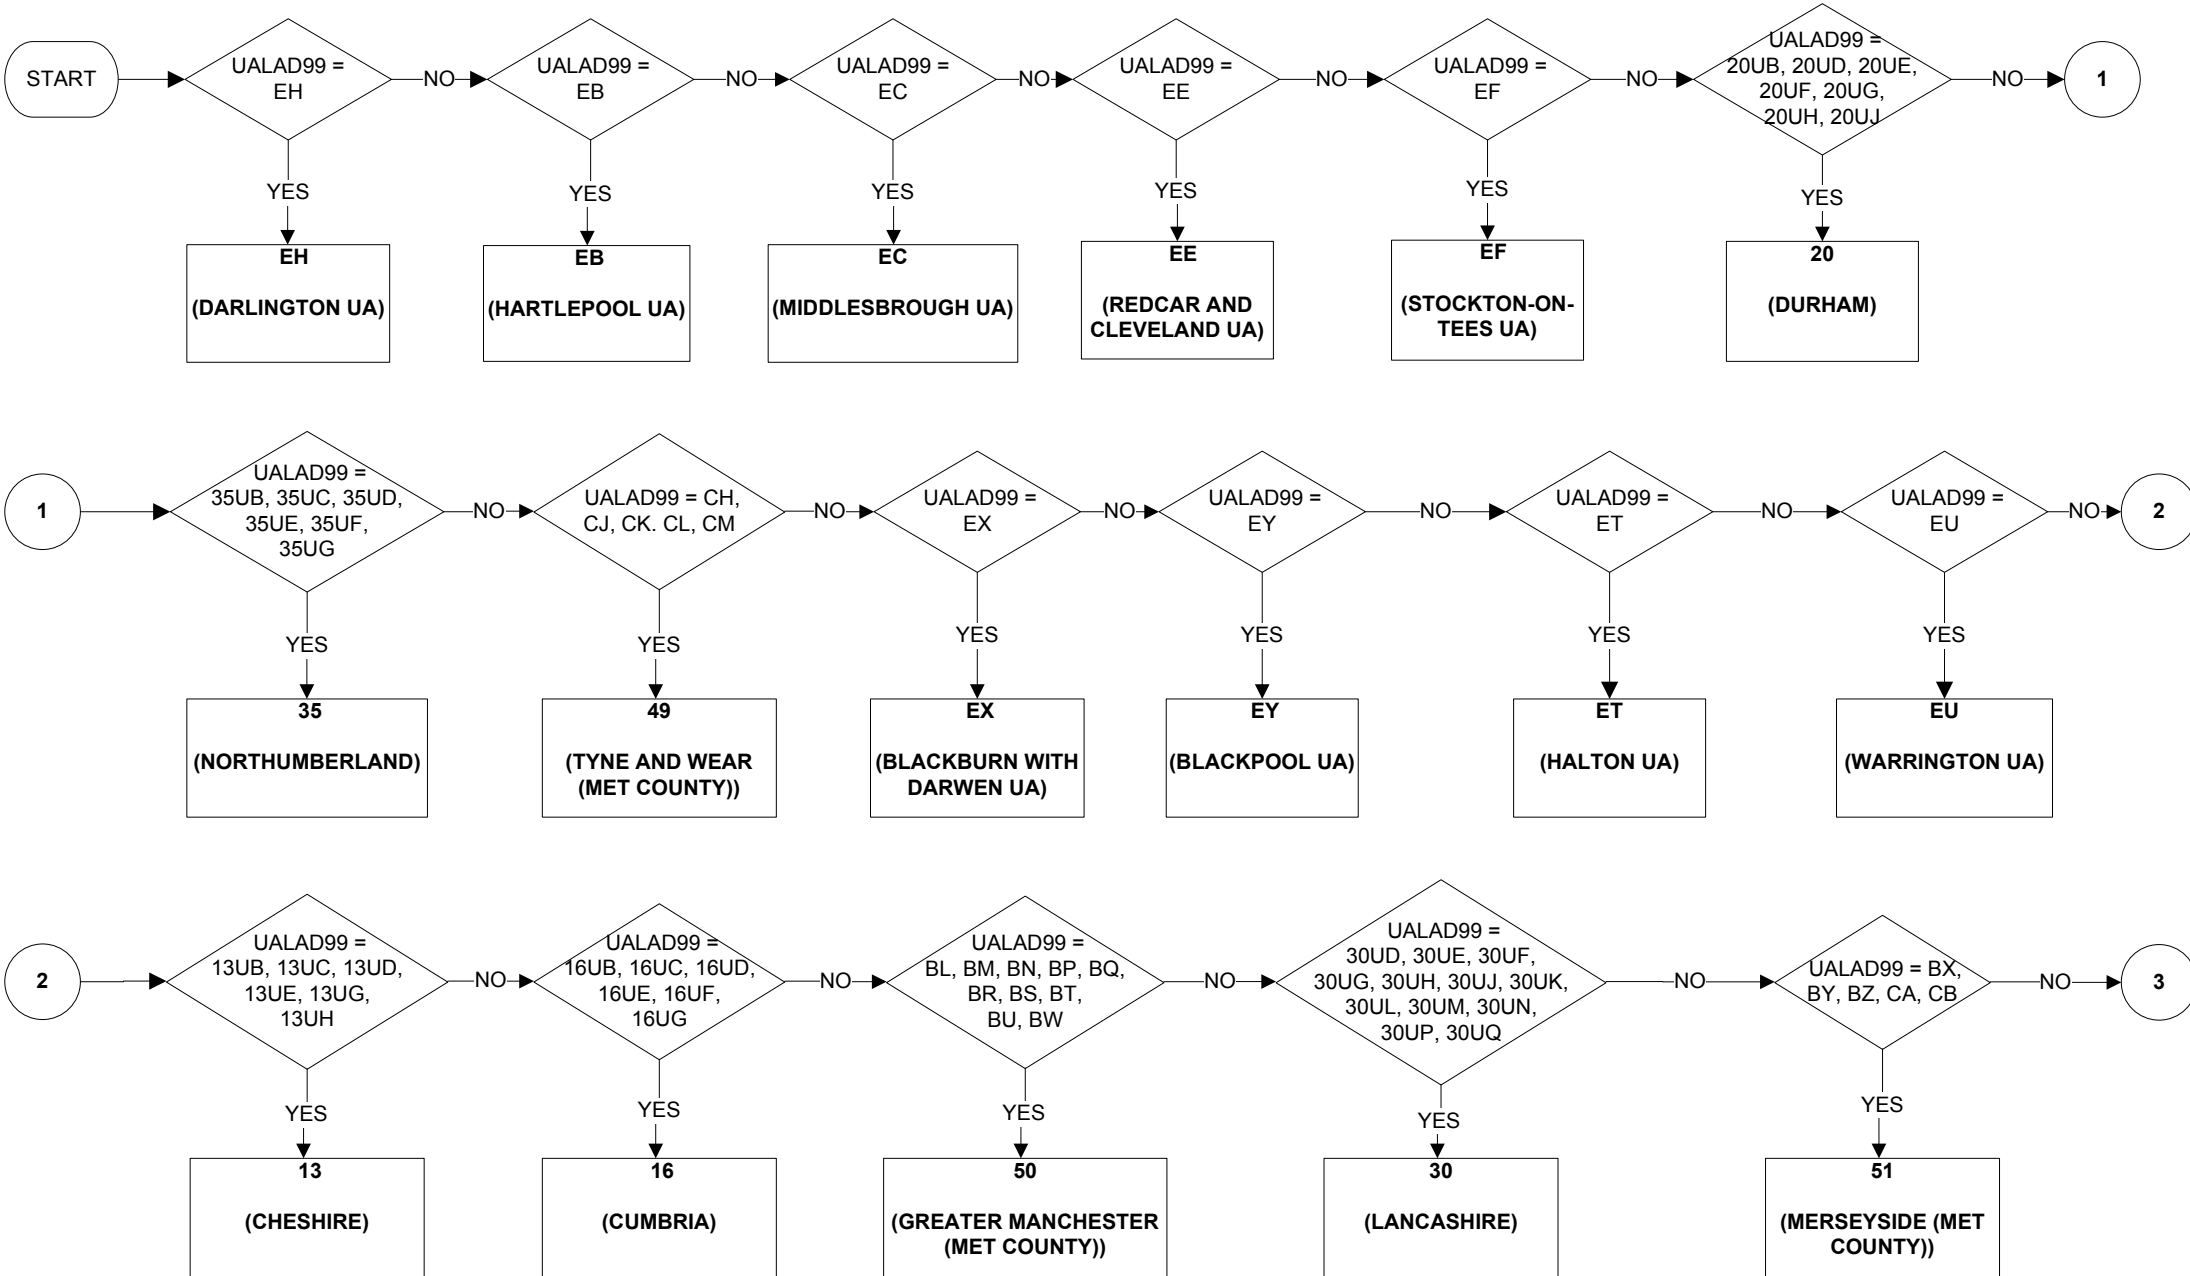 START
UALAD99 =
EH
NO
UALAD99 =
EB
NO
UALAD99 =
EC
NO
UALAD99 =
EE
NO
UALAD99 =
EF
NO
UALAD99 =
20UB, 20UD, 20UE,
20UF, 20UG,
20UH, 20UJ
NO
1
YES
YES
YES
YES
YES
YES
EH
(DARLINGTON UA)
EB
(HARTLEPOOL UA)
EC
(MIDDLESBROUGH UA)
EE
(REDCAR AND
CLEVELAND UA)
EF
(STOCKTON-ON-
TEES UA)
20
(DURHAM)
1
UALAD99 =
35UB, 35UC, 35UD,
35UE, 35UF,
35UG
NO
UALAD99 = CH,
CJ, CK. CL, CM
NO
UALAD99 =
EX
NO
UALAD99 =
EY
NO
UALAD99 =
ET
NO
UALAD99 =
EU
NO
2
YES
YES
YES
YES
YES
YES
35
(NORTHUMBERLAND)
49
(TYNE AND WEAR
(MET COUNTY))
EX
(BLACKBURN WITH
DARWEN UA)
EY
(BLACKPOOL UA)
ET
(HALTON UA)
EU
(WARRINGTON UA)
2
UALAD99 =
13UB, 13UC, 13UD,
13UE, 13UG,
13UH
NO
UALAD99 =
16UB, 16UC, 16UD,
16UE, 16UF,
16UG
NO
UALAD99 =
BL, BM, BN, BP, BQ,
BR, BS, BT,
BU, BW
NO
UALAD99 =
30UD, 30UE, 30UF,
30UG, 30UH, 30UJ, 30UK,
30UL, 30UM, 30UN,
30UP, 30UQ
NO
UALAD99 = BX,
BY, BZ, CA, CB
NO
3
YES
YES
YES
YES
YES
13
(CHESHIRE)
16
(CUMBRIA)
50
(GREATER MANCHESTER
(MET COUNTY))
30
(LANCASHIRE)
51
(MERSEYSIDE (MET
COUNTY))